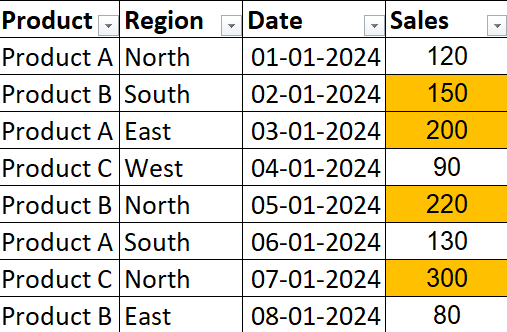 Product Region Date Sales
Product A North 01-01-2024 120
Product B South 02-01-2024 150
Product A East 03-01-2024 200
Product C West 04-01-2024 90
Product B North 05-01-2024 220
Product A South 06-01-2024 130
Product C North 07-01-2024 300
Product B East 08-01-2024 80